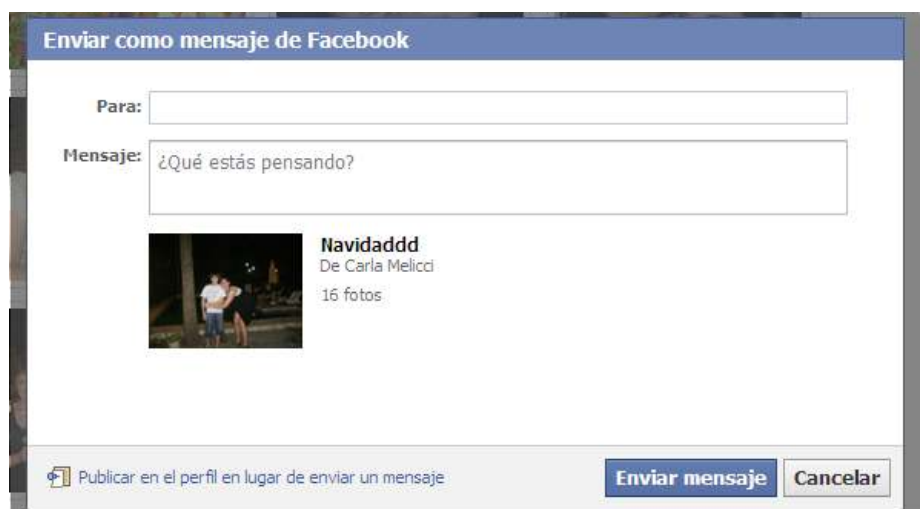 Enviar como mensaje de Facebook
Para:
Mensaje: ¿Qué estás pensando?
Navidaddd
De Carla Melicci
16 fotos
Publicar en el perfil en lugar de enviar un mensaje Enviar mensaje Cancelar